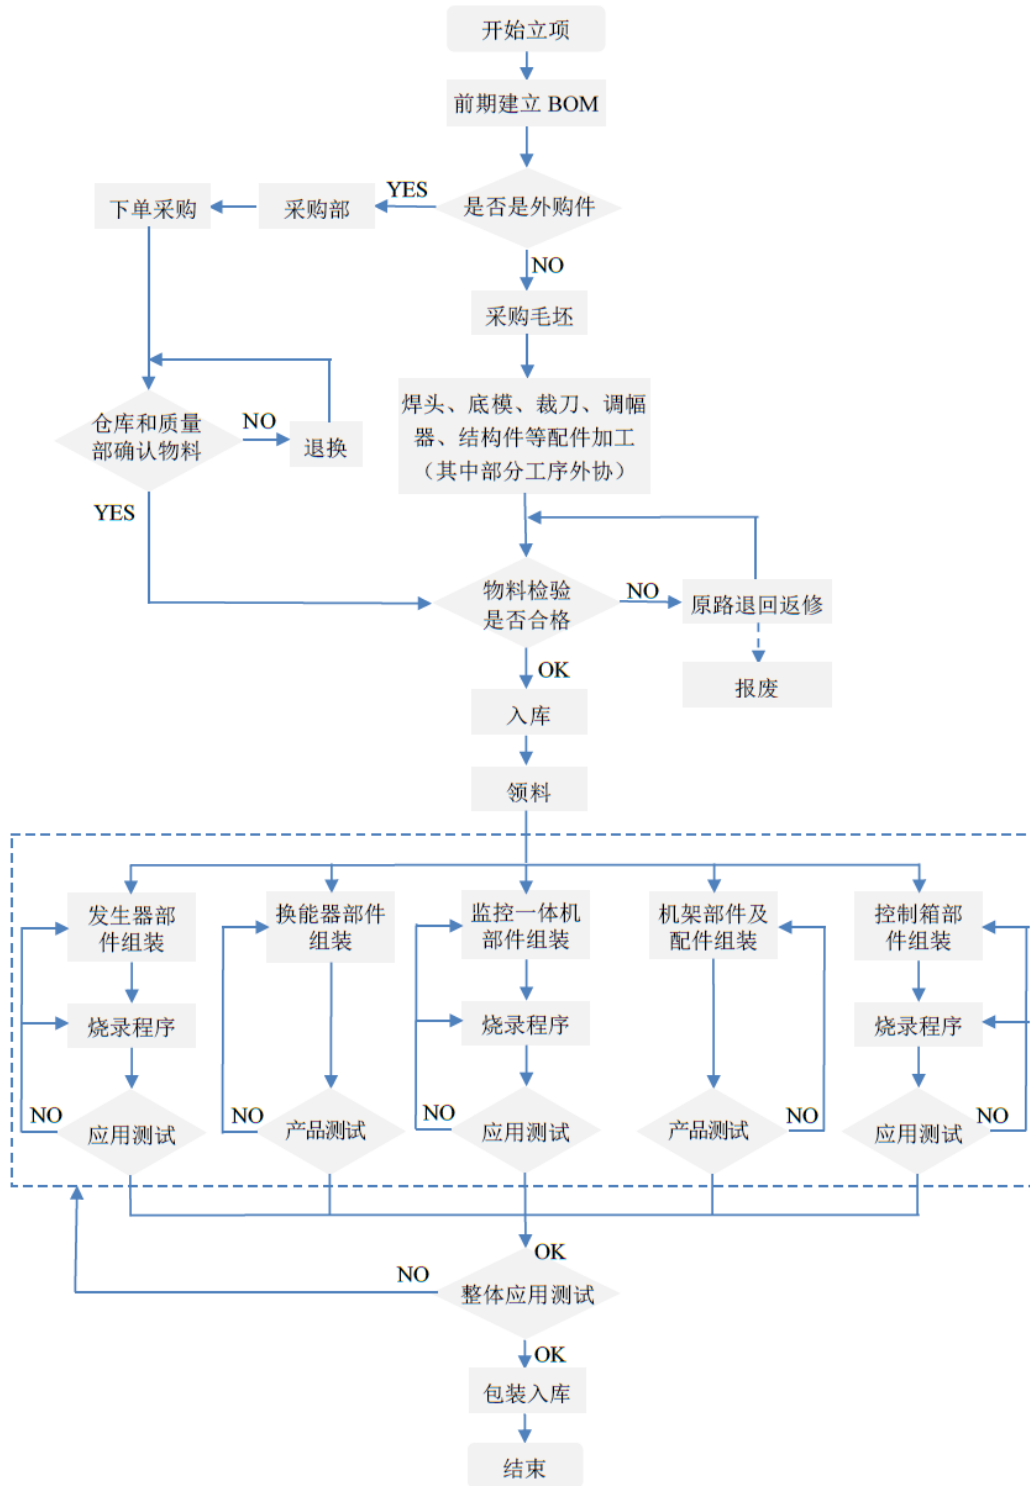 开始立项
前期建立 BOM
是否是外购件
YES
采购部
下单采购
NO
采购毛坯
焊头、底模、裁刀、调幅
器、结构件等配件加工
（其中部分工序外协）
仓库和质量
部确认物料
NO
退换
YES
物料检验
是否合格
NO
原路退回返修
报废
OK
入库
领料
发生器部
件组装
换能器部件
组装
监控一体机
部件组装
机架部件及
配件组装
控制箱部
件组装
烧录程序
烧录程序
烧录程序
NO
应用测试
NO
产品测试
NO
应用测试
NO
产品测试
NO
应用测试
OK
NO
整体应用测试
OK
包装入库
结束